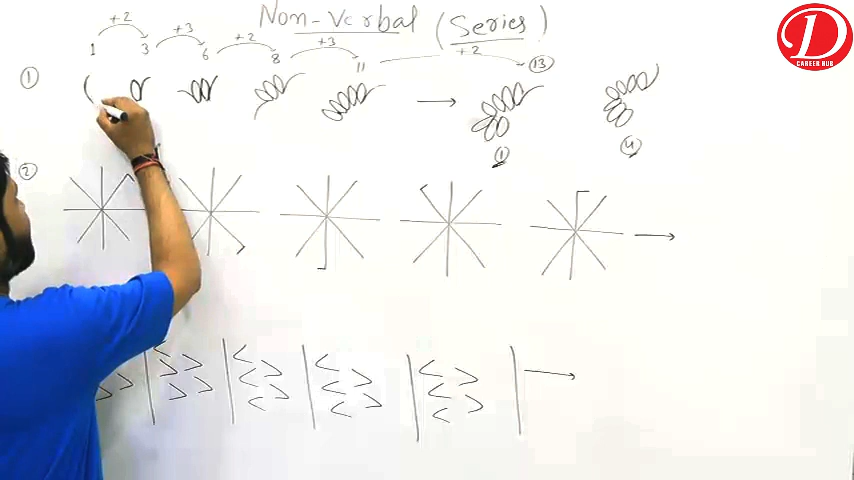 Non-Verbal (Series)
+2 +3 +2 +3 +2
1 3 6 8 11 13
①
① ④
②
D
CAREER HUB